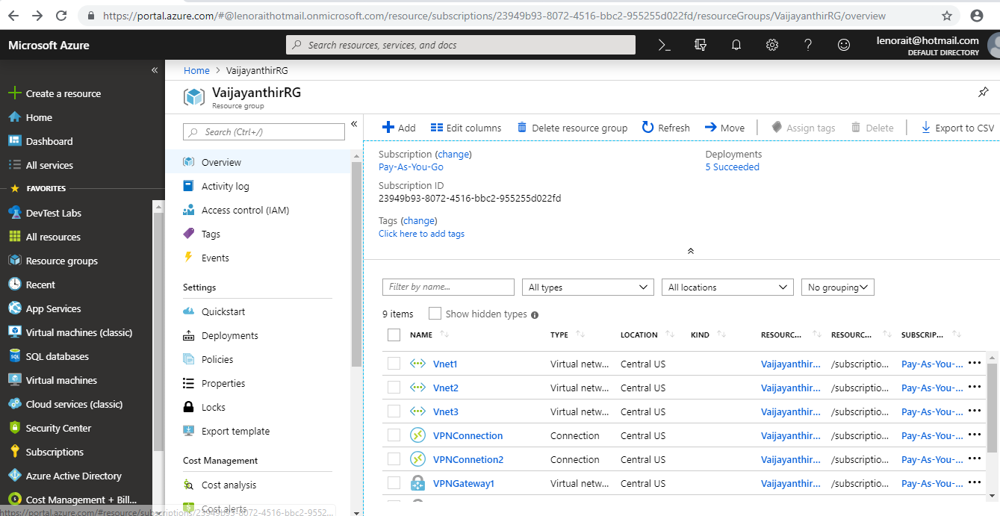 https://portal.azure.com/#@lenoraithotmail.onmicrosoft.com/resource/subscriptions/23949b93-8072-4516-bbc2-955255d022fd/resourceGroups/VaijayanthirRG/overview
Microsoft Azure
Search resources, services, and docs
lenorait@hotmail.com
DEFAULT DIRECTORY
Create a resource
Home
Dashboard
All services
FAVORITES
DevTest Labs
All resources
Resource groups
Recent
App Services
Virtual machines (classic)
SQL databases
Virtual machines
Cloud services (classic)
Security Center
Subscriptions
Azure Active Directory
Cost Management + Bill...
https://portal.azure.com/#resource/subscriptions/23949b93-8072-4516-bbc2-9552...
Home > VaijayanthirRG
VaijayanthirRG
Resource group
Search (Ctrl+/)
Overview
Activity log
Access control (IAM)
Tags
Events
Settings
Quickstart
Deployments
Policies
Properties
Locks
Export template
Cost Management
Cost analysis
Cost alerts
Add Edit columns Delete resource group Refresh Move Assign tags Delete Export to CSV
Subscription (change)
Pay-As-You-Go
Subscription ID
23949b93-8072-4516-bbc2-955255d022fd
Tags (change)
Click here to add tags
Deployments
5 Succeeded
Filter by name... All types All locations No grouping
9 items Show hidden types
NAME TYPE LOCATION KIND RESOURC... RESOURC... SUBSCRIP...
Vnet1 Virtual netw... Central US Vaijayanthir... /subscriptio... Pay-As-You-...
Vnet2 Virtual netw... Central US Vaijayanthir... /subscriptio... Pay-As-You-...
Vnet3 Virtual netw... Central US Vaijayanthir... /subscriptio... Pay-As-You-...
VPNConnection Connection Central US Vaijayanthir... /subscriptio... Pay-As-You-...
VPNConnetion2 Connection Central US Vaijayanthir... /subscriptio... Pay-As-You-...
VPNGateway1 Virtual netw... Central US Vaijayanthir... /subscriptio... Pay-As-You-...